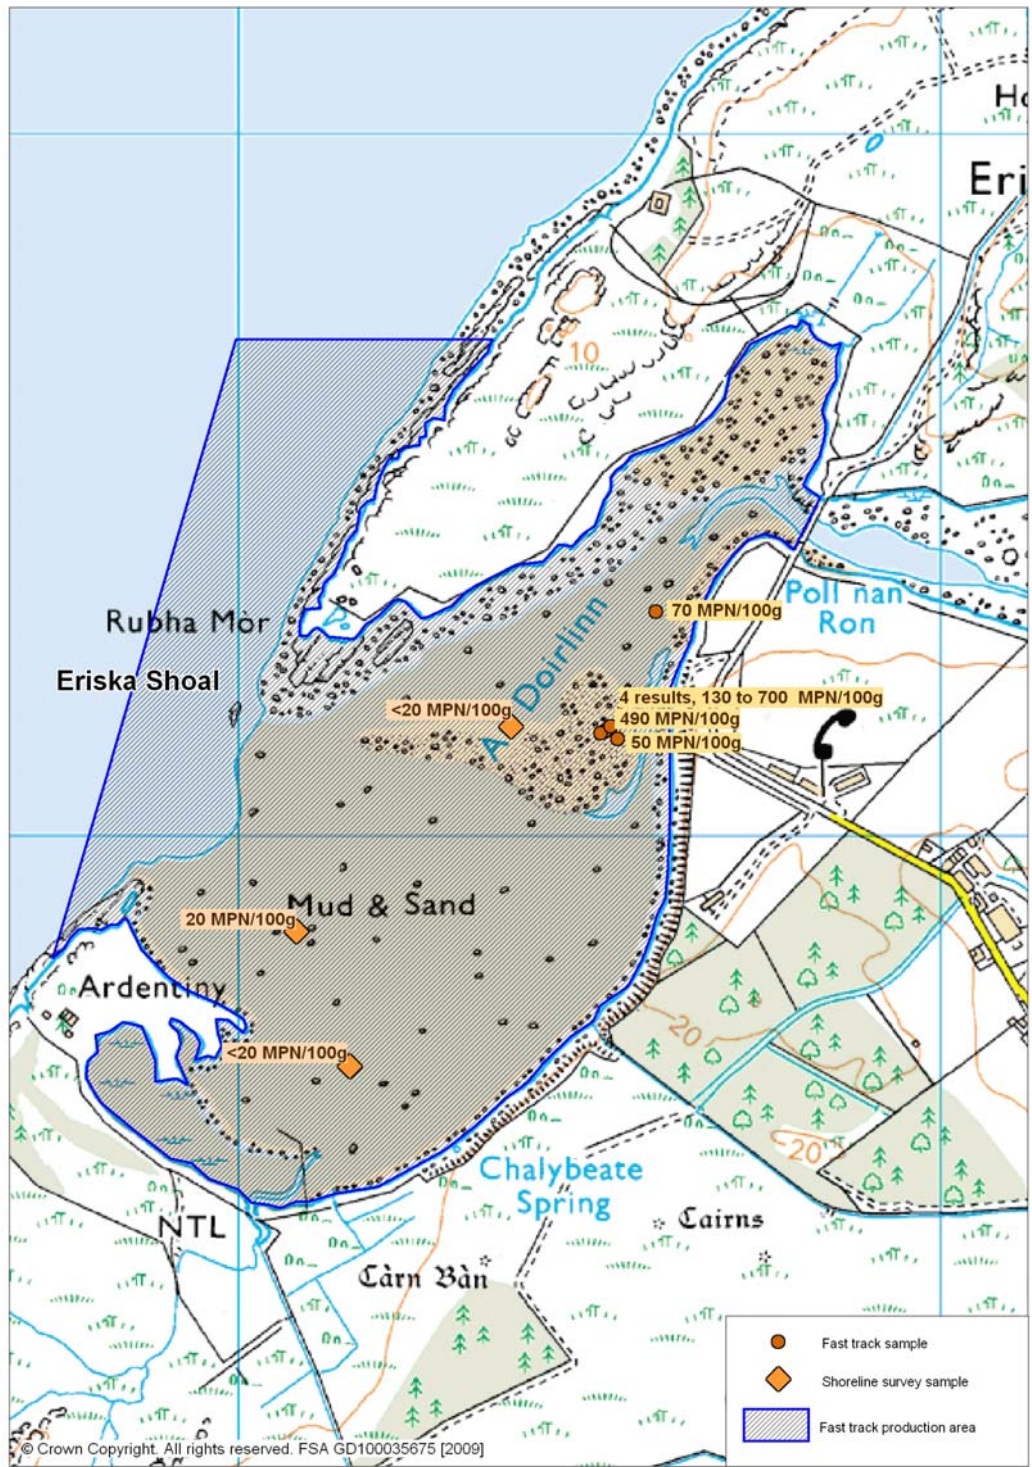 Ho
Eri
10
Rubha Mòr
Eriska Shoal
Poll nan
Ron
70 MPN/100g
A Doirlinn
4 results, 130 to 700 MPN/100g
<20 MPN/100g
490 MPN/100g
50 MPN/100g
Mud & Sand
20 MPN/100g
Ardentiny
20
<20 MPN/100g
20
Chalybeate
Spring
NTL
Cairns
Càrn Bàn
Fast track sample
Shoreline survey sample
Fast track production area
© Crown Copyright. All rights reserved. FSA GD100035675 [2009]